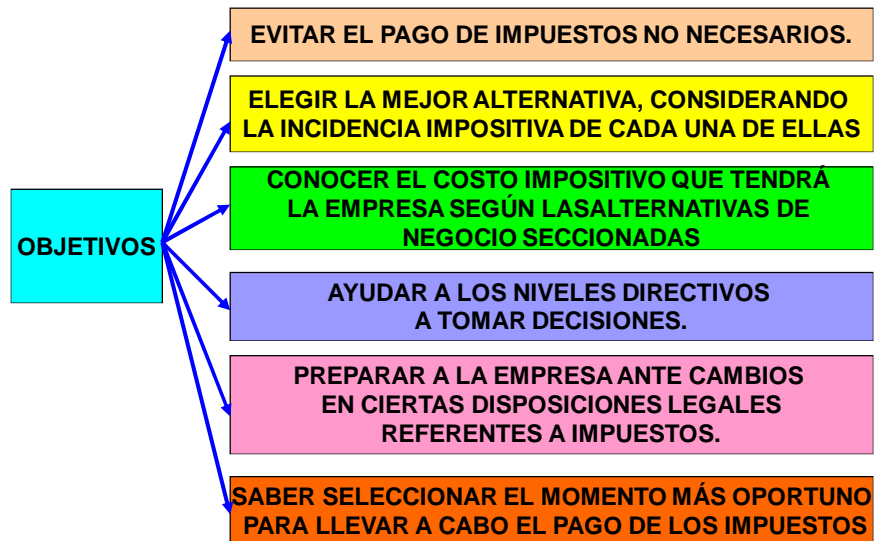 EVITAR EL PAGO DE IMPUESTOS NO NECESARIOS.
ELEGIR LA MEJOR ALTERNATIVA, CONSIDERANDO
LA INCIDENCIA IMPOSITIVA DE CADA UNA DE ELLAS
CONOCER EL COSTO IMPOSITIVO QUE TENDRÁ
LA EMPRESA SEGÚN LASALTERNATIVAS DE
NEGOCIO SECCIONADAS
OBJETIVOS
AYUDAR A LOS NIVELES DIRECTIVOS
A TOMAR DECISIONES.
PREPARAR A LA EMPRESA ANTE CAMBIOS
EN CIERTAS DISPOSICIONES LEGALES
REFERENTES A IMPUESTOS.
SABER SELECCIONAR EL MOMENTO MÁS OPORTUNO
PARA LLEVAR A CABO EL PAGO DE LOS IMPUESTOS